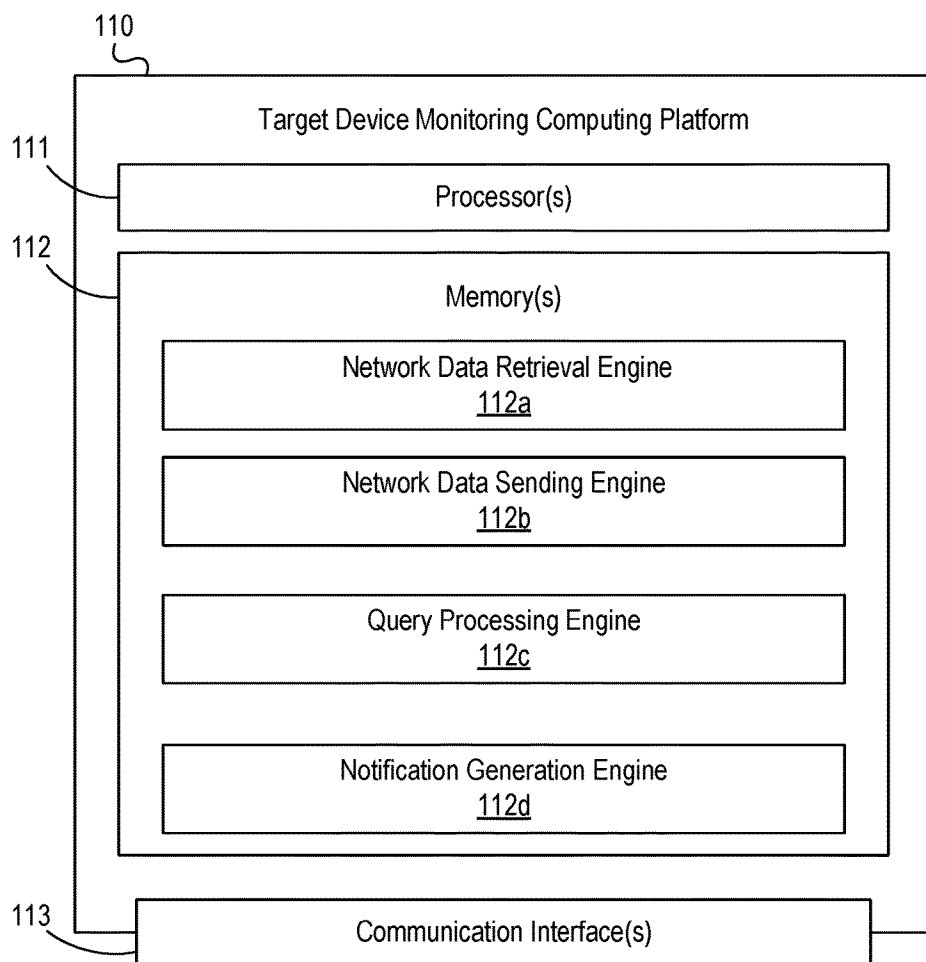 110
Target Device Monitoring Computing Platform
111
Processor(s)
112
Memory(s)
Network Data Retrieval Engine
112a
Network Data Sending Engine
112b
Query Processing Engine
112c
Notification Generation Engine
112d
113
Communication Interface(s)